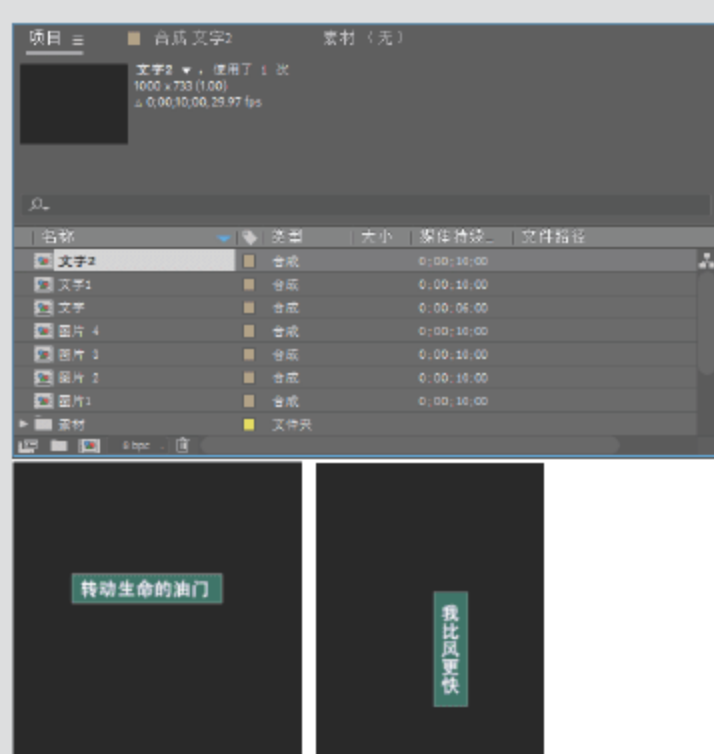 项目 合成 文字2 素材（无）
文字2 ▼ ，使用了 1 次
1000 x 733 (1.00)
△ 0;00;10;00, 29.97 fps
名称 类型 大小 媒体持续... 文件路径
文字2 合成 0;00;10;00
文字1 合成 0;00;10;00
文字 合成 0;00;06;00
图片 4 合成 0;00;10;00
图片 3 合成 0;00;10;00
图片 2 合成 0;00;10;00
图片1 合成 0;00;10;00
素材 文件夹
8 bpc
转动生命的油门
我比风更快